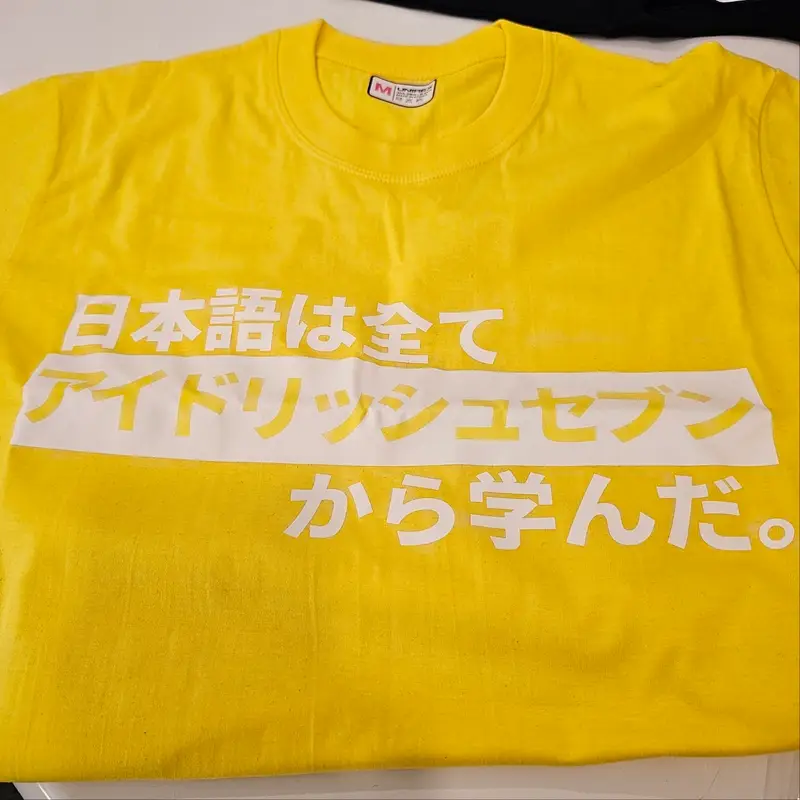 M
日本語は全て
アイドリッシュセブン
から学んだ。